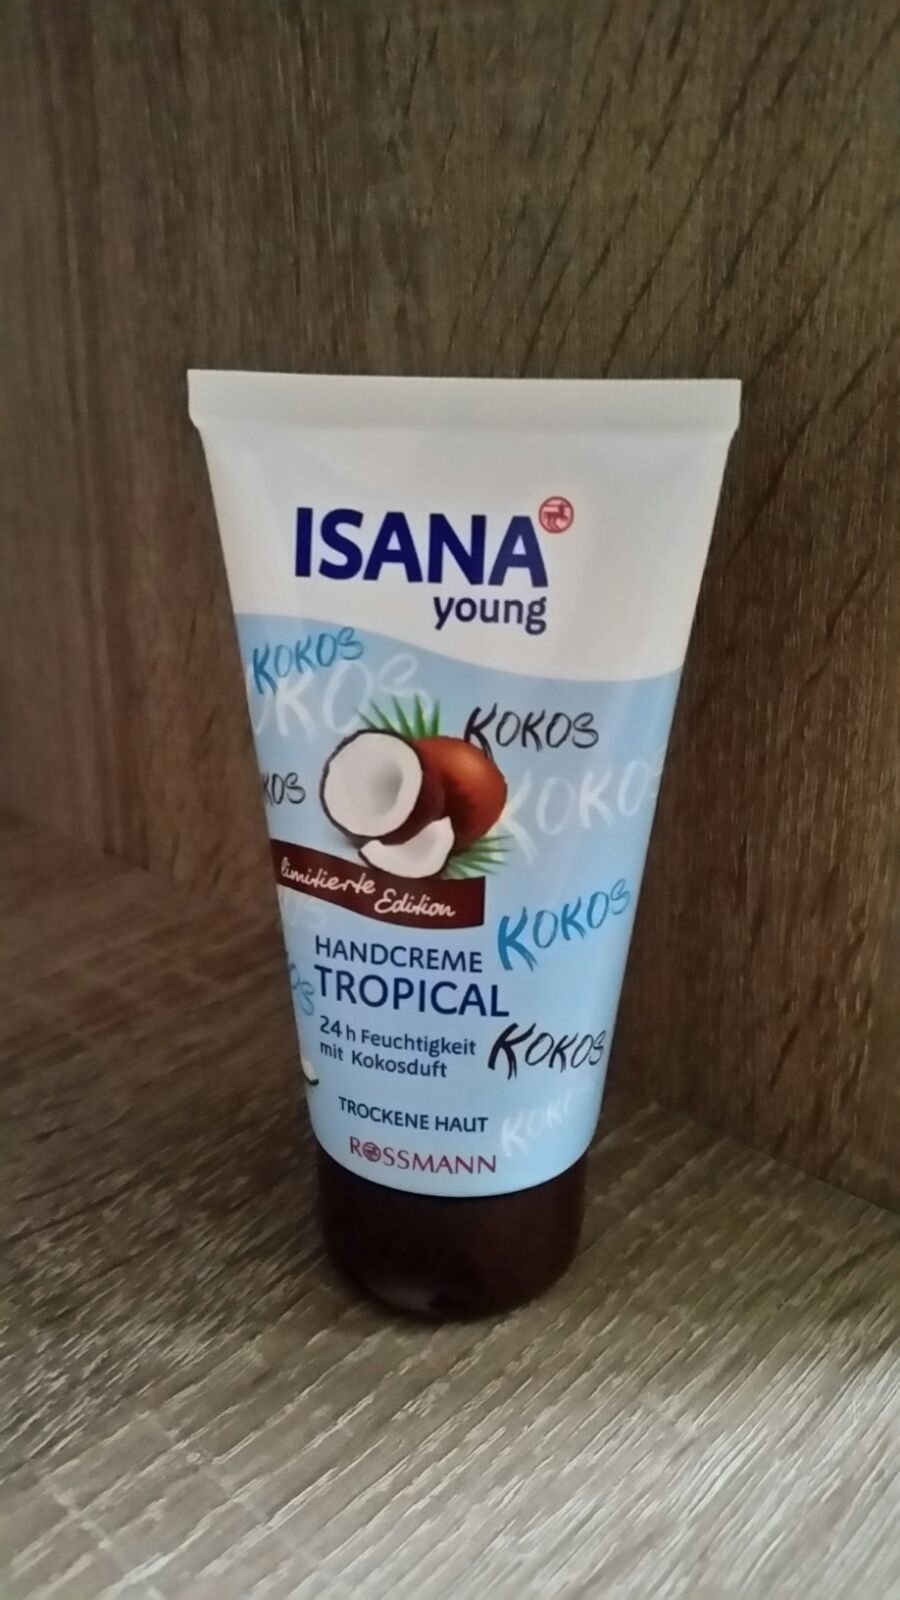 ISANA
young
KOKOS
KOKOS
KOKOS
KOS
KOKOS
limitierte
Edition
KOKOS
HANDCREME
TROPICAL
24 h Feuchtigkeit
mit Kokosduft
KOKOS
TROCKENE HAUT
KOKOS
ROSSMANN